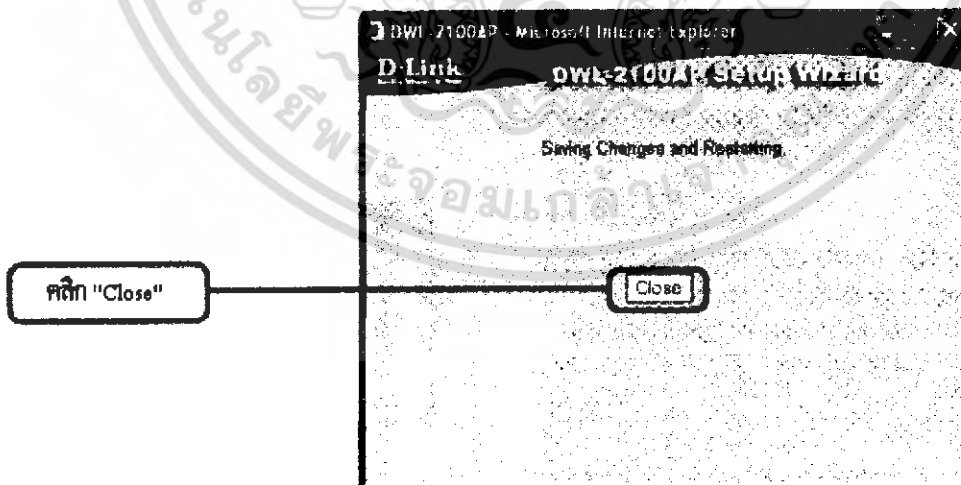 DWL-2100AP - Microsoft Internet Explorer
D-Link
DWL-2100AP Setup Wizard
Saving Changes and Restarting.
คลิก "Close"
Close